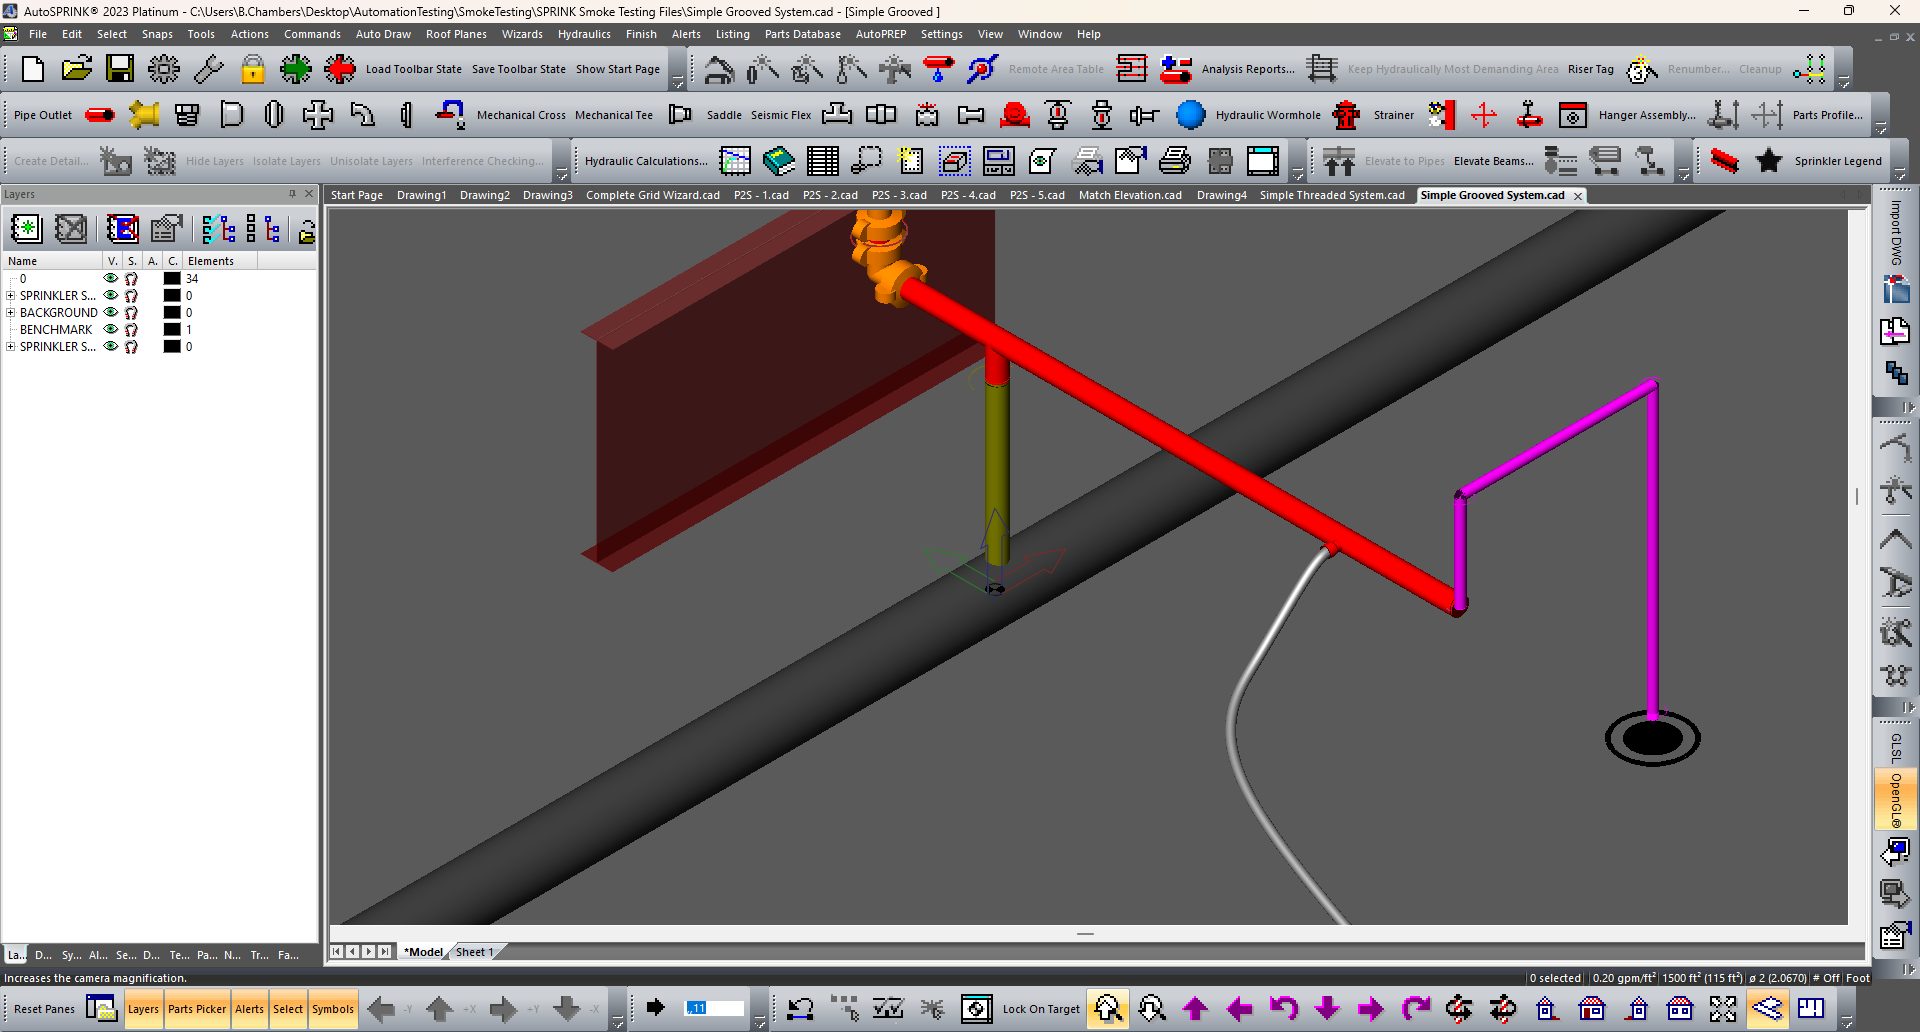 AutoSPRINK® 2023 Platinum - C:\Users\B.Chambers\Desktop\AutomationTesting\SmokeTesting\SPRINK Smoke Testing Files\Simple Grooved System.cad - [Simple Grooved ]
File Edit Select Snaps Tools Actions Commands Auto Draw Roof Planes Wizards Hydraulics Finish Alerts Listing Parts Database AutoPREP Settings Analysis View Window Help
Load Toolbar State Save Toolbar State Show Start Page Remote Area Table Analysis Reports... Keep Hydraulically Most Demanding Area Riser Tag Renumber... Cleanup
Pipe Outlet Mechanical Cross Mechanical Tee Saddle Seismic Flex Hydraulic Wormhole Strainer Hanger Assembly... Parts Profile...
Create Detail... Hide Layers Isolate Layers Unisolate Layers Interference Checking... Hydraulic Calculations... Elevate to Pipes Elevate Beams... Sprinkler Legend
Layers
Start Page Drawing1 Drawing2 Drawing3 Complete Grid Wizard.cad P2S - 1.cad P2S - 2.cad P2S - 3.cad P2S - 4.cad P2S - 5.cad Match Elevation.cad Drawing4 Simple Threaded System.cad Simple Grooved System.cad
Name V. S. A. C. Elements
0 34
SPRINKLER S... 0
BACKGROUND 0
BENCHMARK 1
SPRINKLER S... 0
Import DWG
GLSL
OpenGL®
*Model Sheet 1
La... D... Sy... Al... Se... D... Te... Pa... N... Tr... Fa...
Increases the camera magnification.
0 selected 0.20 gpm/ft² 1500 ft² (115 ft²) ø 2 (2.0670) # Off Foot
Reset Panes Layers Parts Picker Alerts Select Symbols -Y +X +Y -X ,,11 Lock On Target